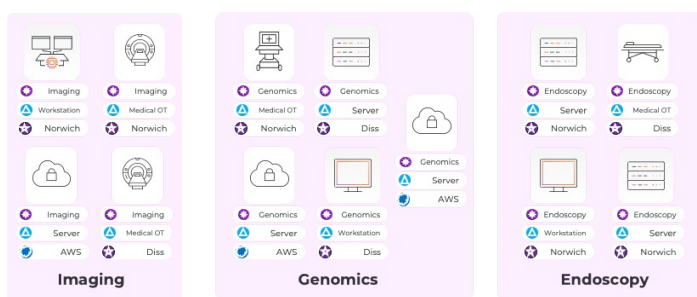 Imaging
Imaging
Workstation
Medical OT
Norwich
Norwich
Imaging
Imaging
Server
Medical OT
AWS
Diss
Imaging
Genomics
Genomics
Medical OT
Server
Norwich
Diss
Genomics
Server
AWS
Genomics
Genomics
Server
Workstation
AWS
Diss
Genomics
Endoscopy
Endoscopy
Server
Medical OT
Norwich
Diss
Endoscopy
Endoscopy
Workstation
Server
Norwich
Norwich
Endoscopy